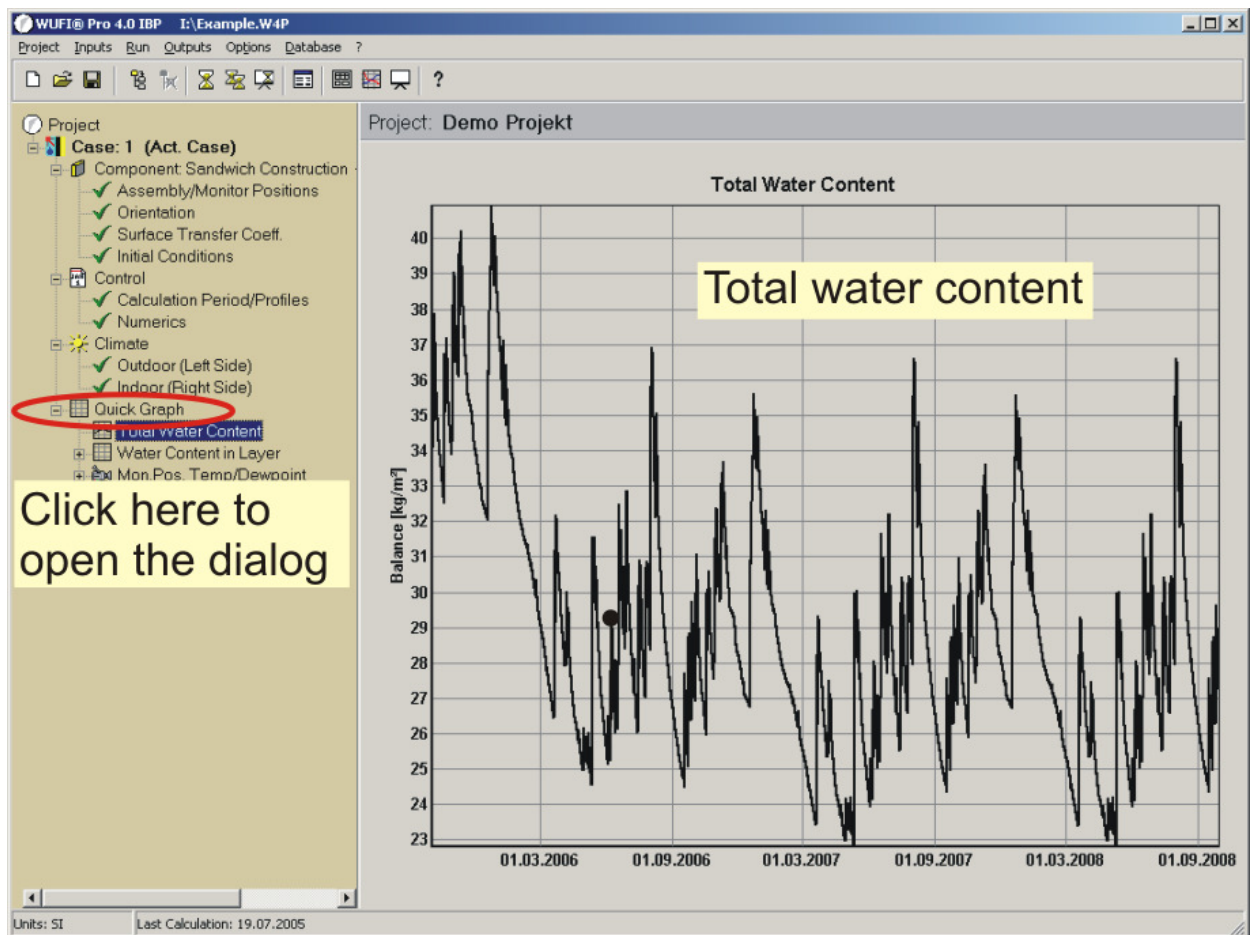 WUFI® Pro 4.0 IBP I:\Example.W4P
Project Inputs Run Outputs Options Database ?
?
Project
Case: 1 (Act. Case)
Component: Sandwich Construction
Assembly/Monitor Positions
Orientation
Surface Transfer Coeff.
Initial Conditions
Control
Calculation Period/Profiles
Numerics
Climate
Outdoor (Left Side)
Indoor (Right Side)
Quick Graph
Total Water Content
Water Content in Layer
Mon.Pos. Temp/Dewpoint
Click here to
open the dialog
Project: Demo Projekt
Total Water Content
Total water content
Balance [kg/m²]
40
39
38
37
36
35
34
33
32
31
30
29
28
27
26
25
24
23
01.03.2006 01.09.2006 01.03.2007 01.09.2007 01.03.2008 01.09.2008
Units: SI Last Calculation: 19.07.2005